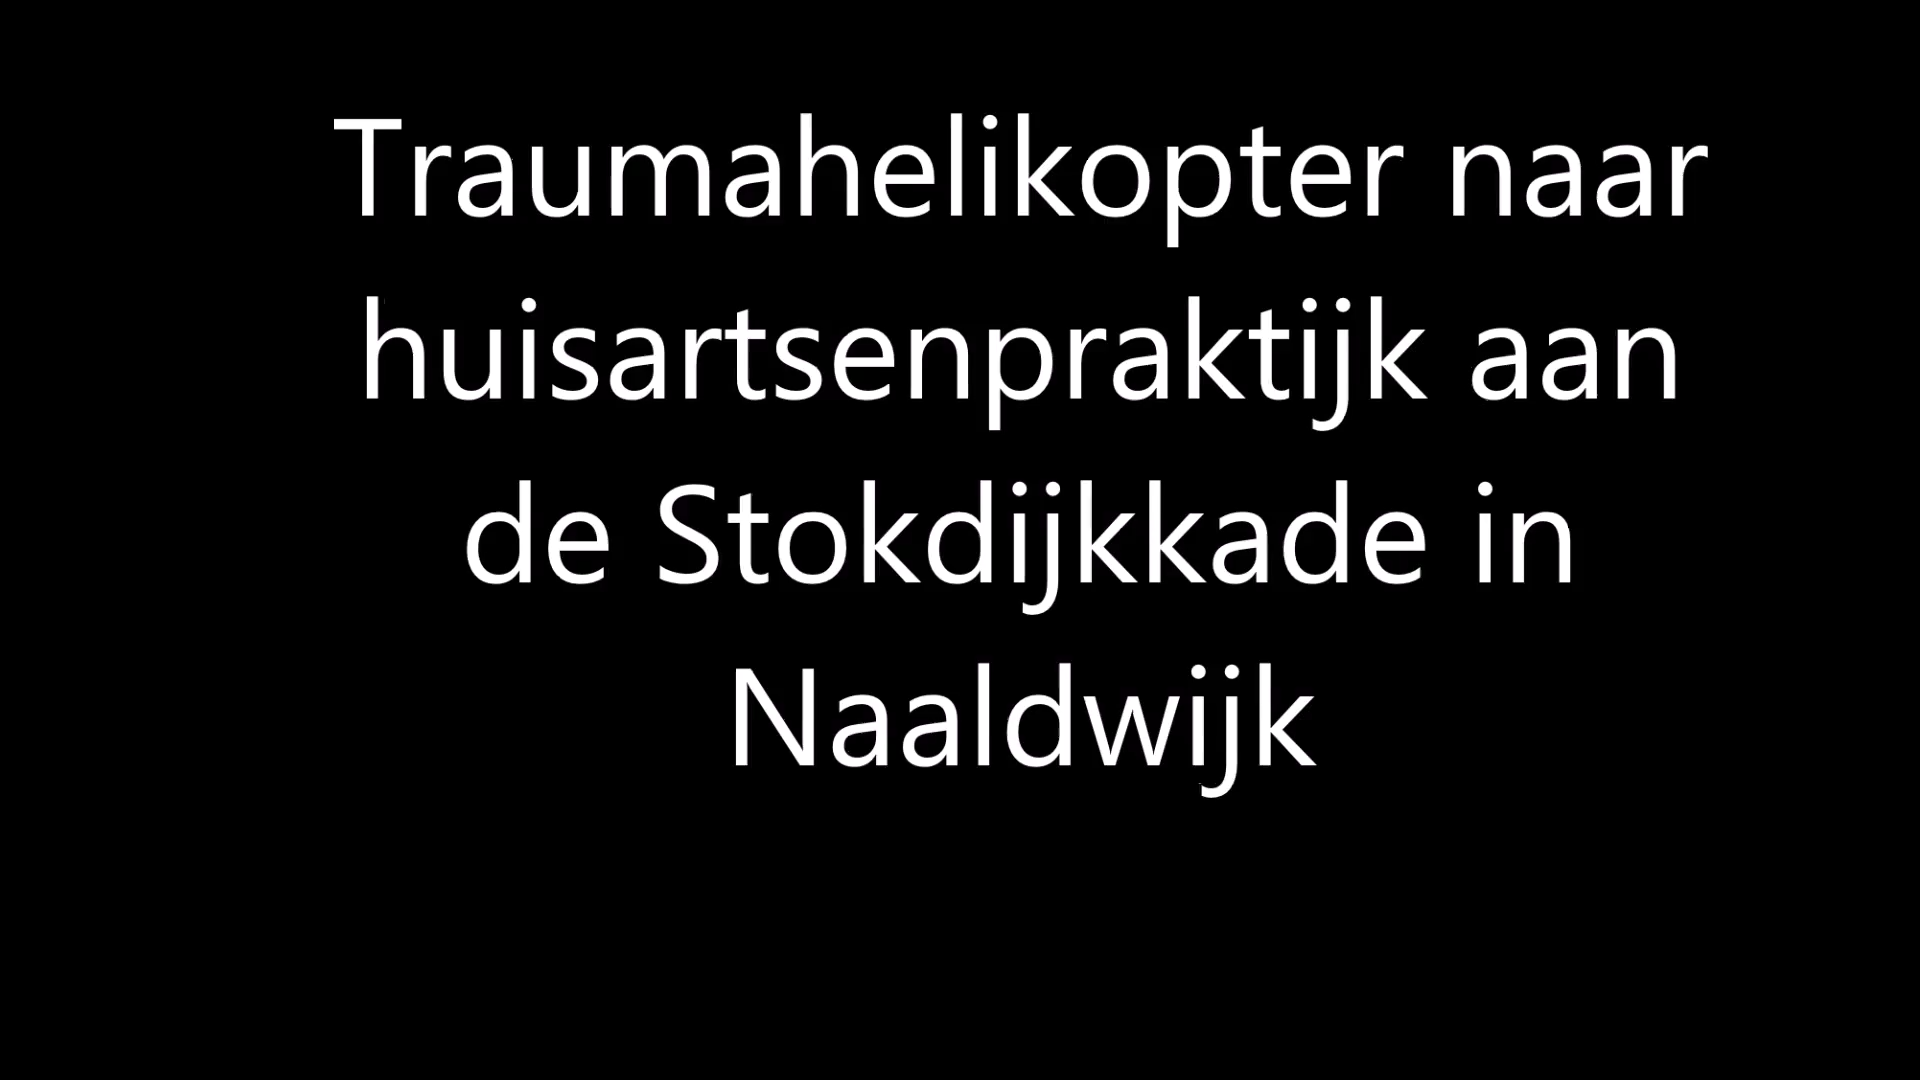 Traumahelikopter naar
huisartsenpraktijk aan
de Stokdijkkade in
Naaldwijk